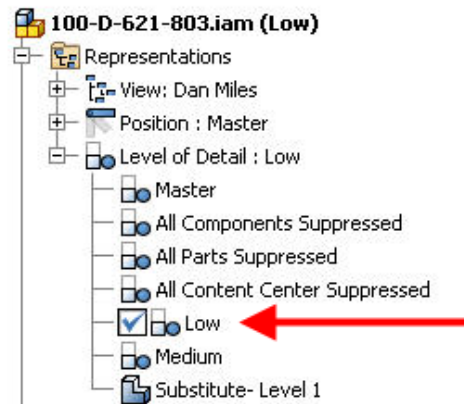 100-D-621-803.iam (Low)
Representations
View: Dan Miles
Position : Master
Level of Detail : Low
Master
All Components Suppressed
All Parts Suppressed
All Content Center Suppressed
Low
Medium
Substitute- Level 1